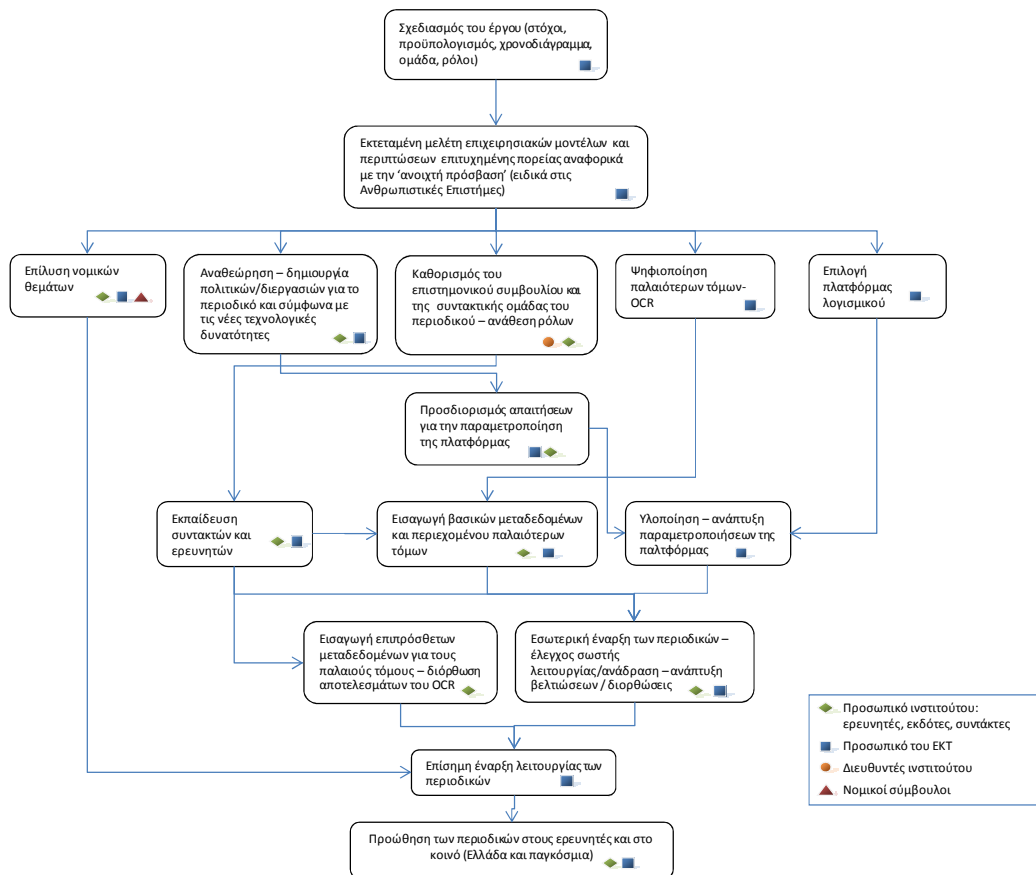 Σχεδιασμός του έργου (στόχοι,
προϋπολογισμός, χρονοδιάγραμμα,
ομάδα, ρόλοι)
Εκτεταμένη μελέτη επιχειρησιακών μοντέλων και
περιπτώσεων επιτυχημένης πορείας αναφορικά
με την ‘ανοιχτή πρόσβαση’ (ειδικά στις
Ανθρωπιστικές Επιστήμες)
Επίλυση νομικών
θεμάτων
Αναθεώρηση – δημιουργία
πολιτικών/διεργασιών για το
περιοδικό και σύμφωνα με
τις νέες τεχνολογικές
δυνατότητες
Καθορισμός του
επιστημονικού συμβουλίου και
της συντακτικής ομάδας του
περιοδικού – ανάθεση ρόλων
Ψηφιοποίηση
παλαιότερων τόμων-
OCR
Επιλογή
πλατφόρμας
λογισμικού
Προσδιορισμός απαιτήσεων
για την παραμετροποίηση
της πλατφόρμας
Εκπαίδευση
συντακτών και
ερευνητών
Εισαγωγή βασικών μεταδεδομένων
και περιεχομένου παλαιότερων
τόμων
Υλοποίηση – ανάπτυξη
παραμετροποιήσεων της
παλτφόρμας
Εισαγωγή επιπρόσθετων
μεταδεδομένων για τους
παλαιούς τόμους – διόρθωση
αποτελεσμάτων του OCR
Εσωτερική έναρξη των περιοδικών –
έλεγχος σωστής
λειτουργίας/ανάδραση – ανάπτυξη
βελτιώσεων / διορθώσεις
Επίσημη έναρξη λειτουργίας των
περιοδικών
Προώθηση των περιοδικών στους ερευνητές και στο
κοινό (Ελλάδα και παγκόσμια)
Προσωπικό ινστιτούτου:
ερευνητές, εκδότες, συντάκτες
Προσωπικό του ΕΚΤ
Διευθυντές ινστιτούτου
Νομικοί σύμβουλοι